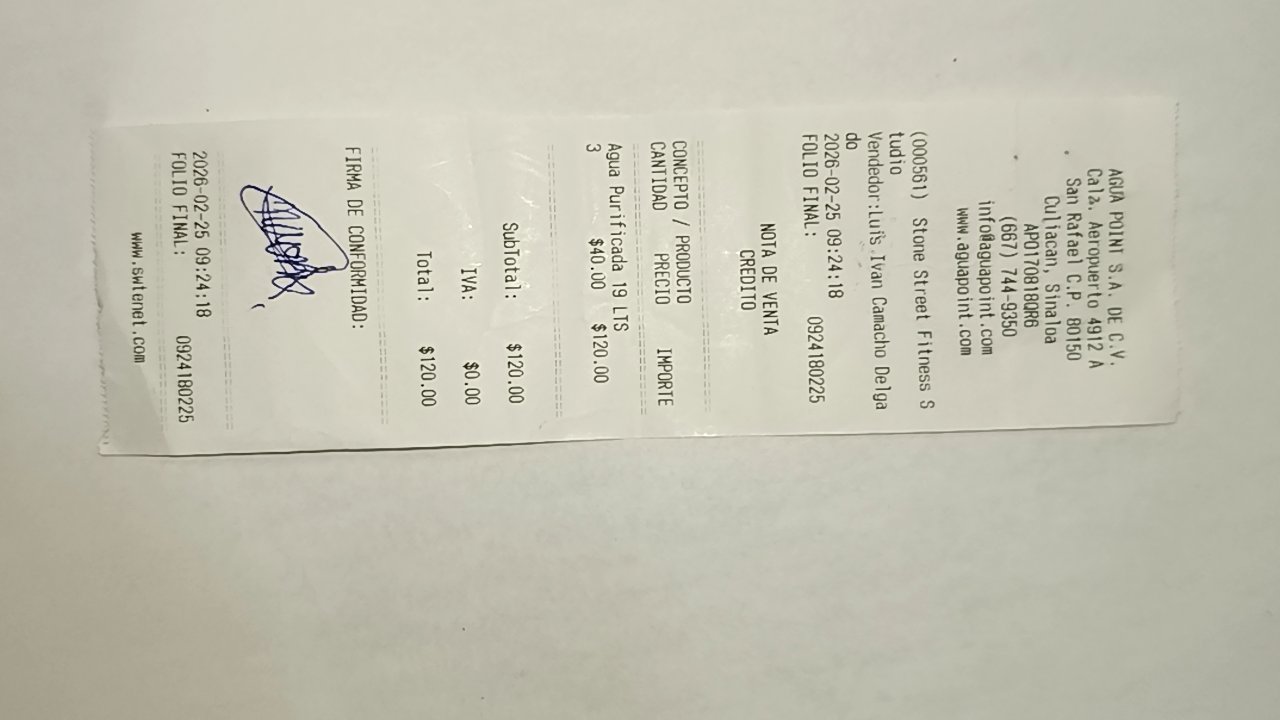 AGUA POINT S.A. DE C.V.
Cala. Aeropuerto 4912 A
San Rafael C.P. 80150
Culiacan, Sinaloa
APO170818QR6
(667) 744-9350
info@aguapoint.com
www.aguapoint.com
(000561) Stone Street Fitness S
tudio
Vendedor:Luis Ivan Camacho Delga
do
2026-02-25 09:24:18
FOLIO FINAL: 0924180225
NOTA DE VENTA
CREDITO
CONCEPTO / PRODUCTO
CANTIDAD PRECIO IMPORTE
Agua Purificada 19 LTS
3 $40.00 $120.00
SubTotal: $120.00
IVA: $0.00
Total: $120.00
FIRMA DE CONFORMIDAD:
2026-02-25 09:24:18
FOLIO FINAL: 0924180225
www.swtenet.com